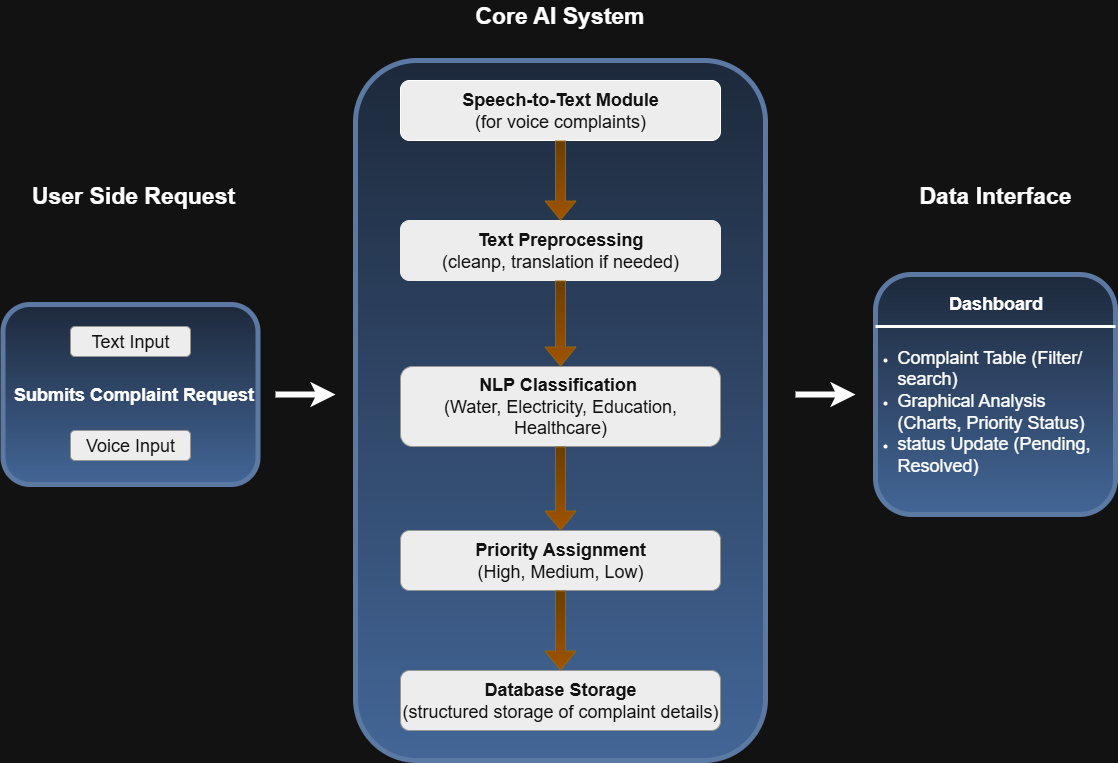 Core AI System
Speech-to-Text Module
(for voice complaints)
Text Preprocessing
(cleanp, translation if needed)
NLP Classification
(Water, Electricity, Education,
Healthcare)
Priority Assignment
(High, Medium, Low)
Database Storage
(structured storage of complaint details)
User Side Request
Text Input
Submits Complaint Request
Voice Input
Data Interface
Dashboard
• Complaint Table (Filter/
search)
• Graphical Analysis
(Charts, Priority Status)
• status Update (Pending,
Resolved)